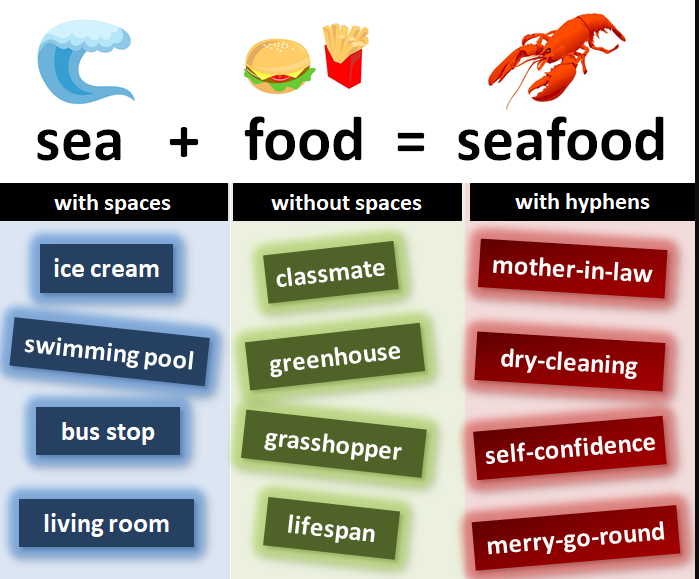 sea + food = seafood
with spaces
ice cream
swimming pool
bus stop
living room
without spaces
classmate
greenhouse
grasshopper
lifespan
with hyphens
mother-in-law
dry-cleaning
self-confidence
merry-go-round